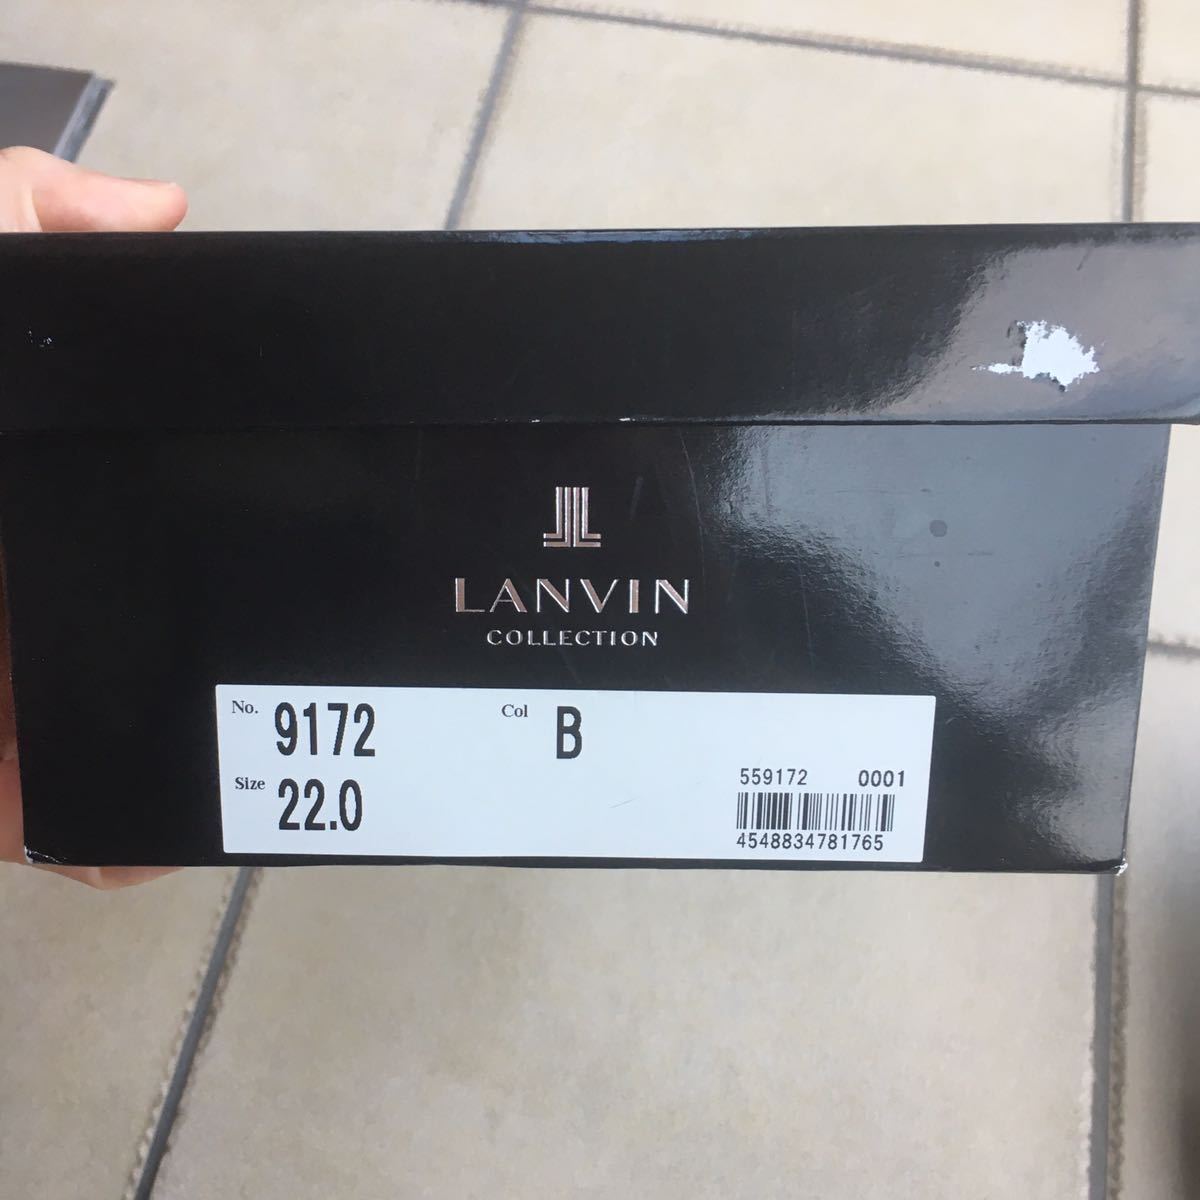 LANVIN
COLLECTION
No. 9172 Col B
Size 22.0
559172 0001
4548834781765